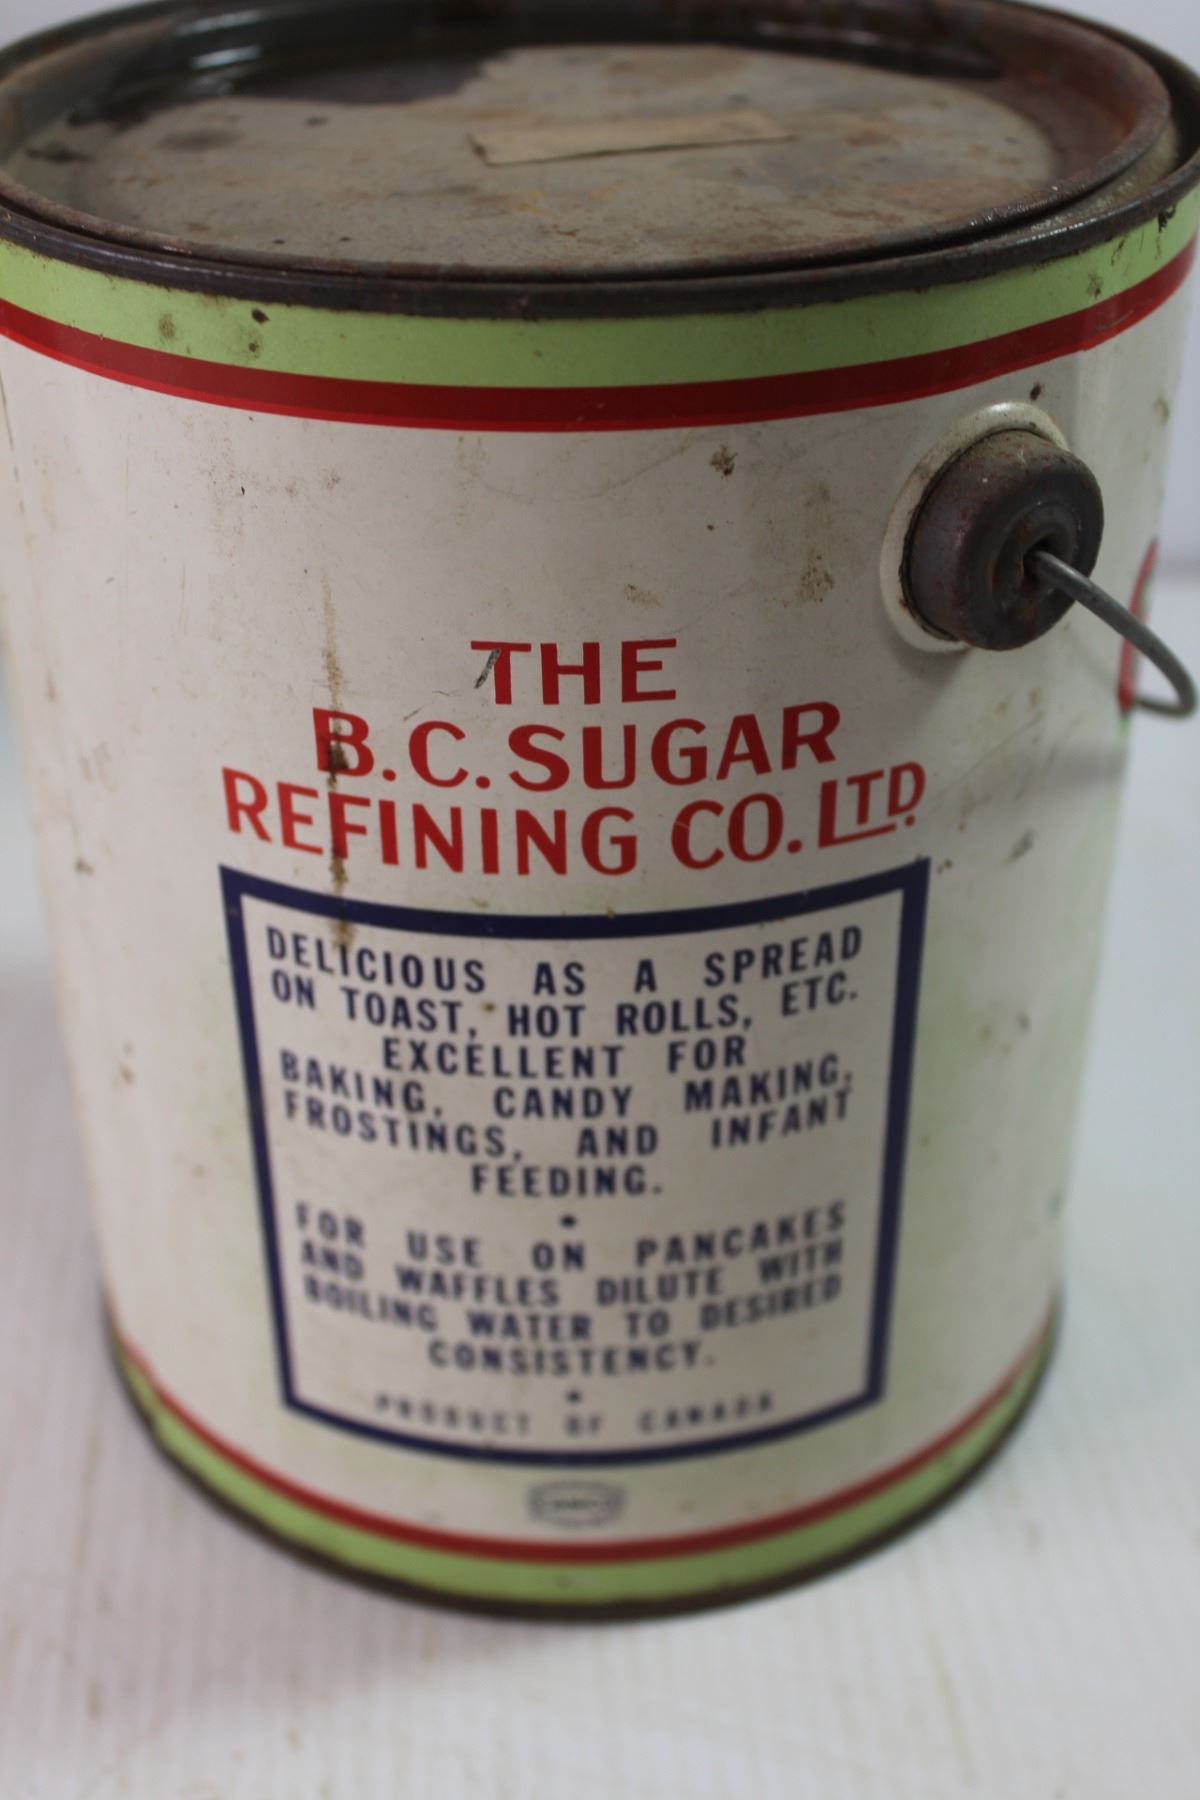 THE
B.C. SUGAR
REFINING CO. LTD.
DELICIOUS AS A SPREAD
ON TOAST, HOT ROLLS, ETC.
EXCELLENT FOR
BAKING, CANDY MAKING,
FROSTINGS, AND INFANT
FEEDING.
•
FOR USE ON PANCAKES
AND WAFFLES DILUTE WITH
BOILING WATER TO DESIRED
CONSISTENCY.
•
PRODUCT OF CANADA